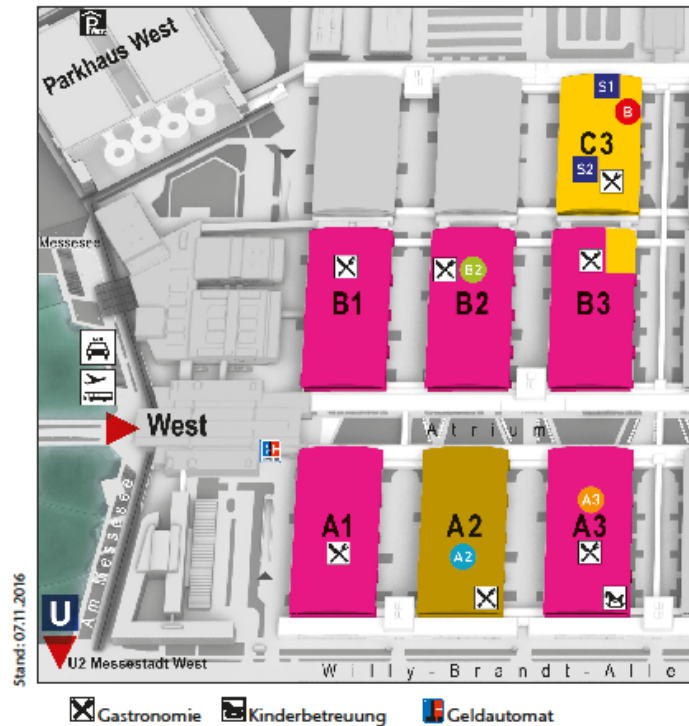 Parkhaus West
S1
B
C3
S2
Messesee
B1
B2
B2
B3
West
Atrium
A1
A2
A2
A3
A3
Am Messesee
Stand: 07.11.2016
U
U2 Messestadt West
Willy-Brandt-Alle
Gastronomie Kinderbetreuung Geldautomat